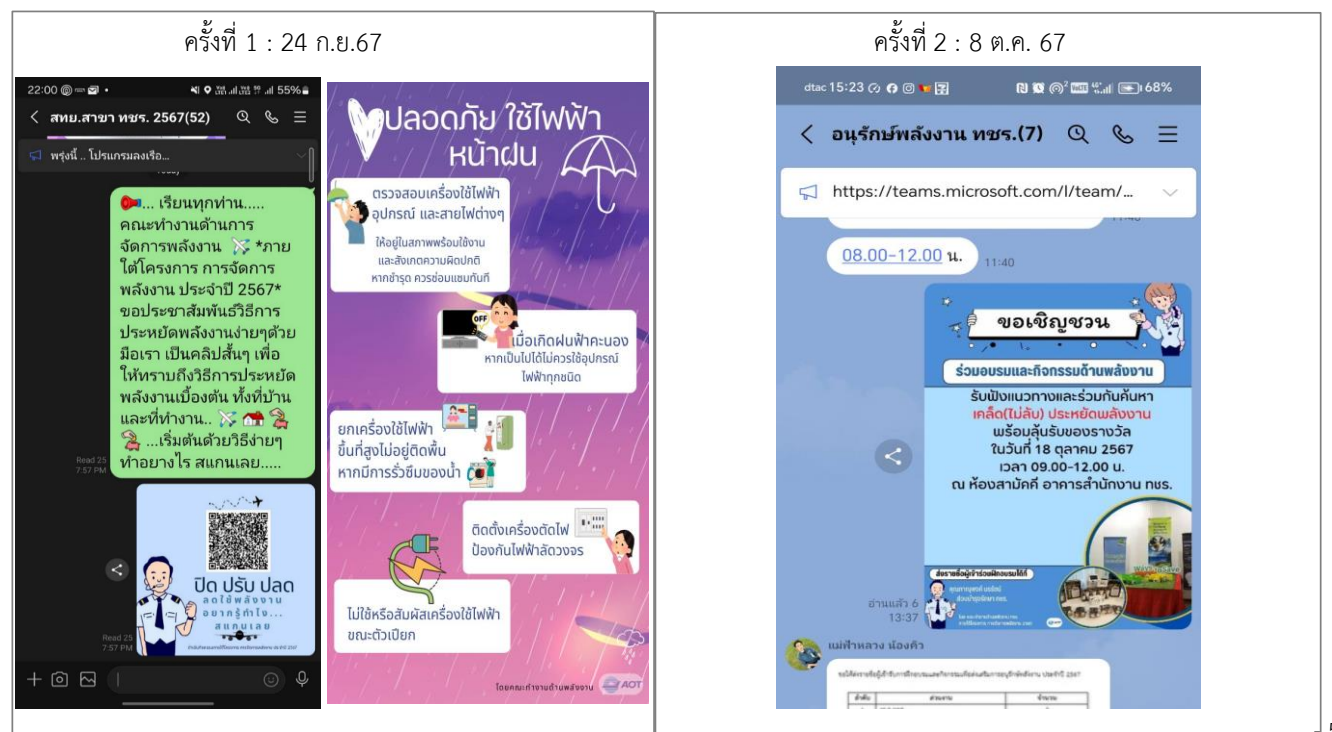 ครั้งที่ 1 : 24 ก.ย.67
22:00
55%
สทย.สาขา ทชร. 2567(52)
พรุ่งนี้ .. โปรแกรมลงเรือ...
... เรียนทุกท่าน.....
คณะทำงานด้านการ
จัดการพลังงาน *ภาย
ใต้โครงการ การจัดการ
พลังงาน ประจำปี 2567*
ขอประชาสัมพันธ์วิธีการ
ประหยัดพลังงานง่ายๆด้วย
มือเรา เป็นคลิปสั้นๆ เพื่อ
ให้ทราบถึงวิธีการประหยัด
พลังงานเบื้องต้น ทั้งที่บ้าน
และที่ทำงาน..
...เริ่มต้นด้วยวิธีง่ายๆ
ทำอย่างไร สแกนเลย.....
Read 25
7:57 PM
ปิด ปรับ ปลด
ลดใช้พลังงาน
อยากรู้ทำไง...
สแกนเลย
Read 25
7:57 PM
ปลอดภัย ใช้ไฟฟ้า
หน้าฝน
ตรวจสอบเครื่องใช้ไฟฟ้า
อุปกรณ์ และสายไฟต่างๆ
ให้อยู่ในสภาพพร้อมใช้งาน
และสังเกตความผิดปกติ
หากชำรุด ควรซ่อมแซมทันที
OFF
เมื่อเกิดฝนฟ้าคะนอง
หากเป็นไปได้ไม่ควรใช้อุปกรณ์
ไฟฟ้าทุกชนิด
ยกเครื่องใช้ไฟฟ้า
ขึ้นที่สูงไม่อยู่ติดพื้น
หากมีการรั่วซึมของน้ำ
ติดตั้งเครื่องตัดไฟ
ป้องกันไฟฟ้าลัดวงจร
ไม่ใช้หรือสัมผัสเครื่องใช้ไฟฟ้า
ขณะตัวเปียก
โดยคณะทำงานด้านพลังงาน
AOT
ครั้งที่ 2 : 8 ต.ค. 67
dtac 15:23
68%
อนุรักษ์พลังงาน ทชร.(7)
https://teams.microsoft.com/l/team/...
08.00-12.00 น.
11:40
ขอเชิญชวน
ร่วมอบรมและกิจกรรมด้านพลังงาน
รับฟังแนวทางและร่วมกันค้นหา
เคล็ด(ไม่ลับ) ประหยัดพลังงาน
พร้อมลุ้นรับของรางวัล
ในวันที่ 18 ตุลาคม 2567
เวลา 09.00-12.00 น.
ณ ห้องสามัคคี อาคารสำนักงาน ทชร.
ส่งรายชื่อผู้เข้าร่วมฝึกอบรมได้ที่
อ่านแล้ว 6
13:37
แม่ฟ้าหลวง น้องคิว
ลำดับ ส่วนงาน จำนวน